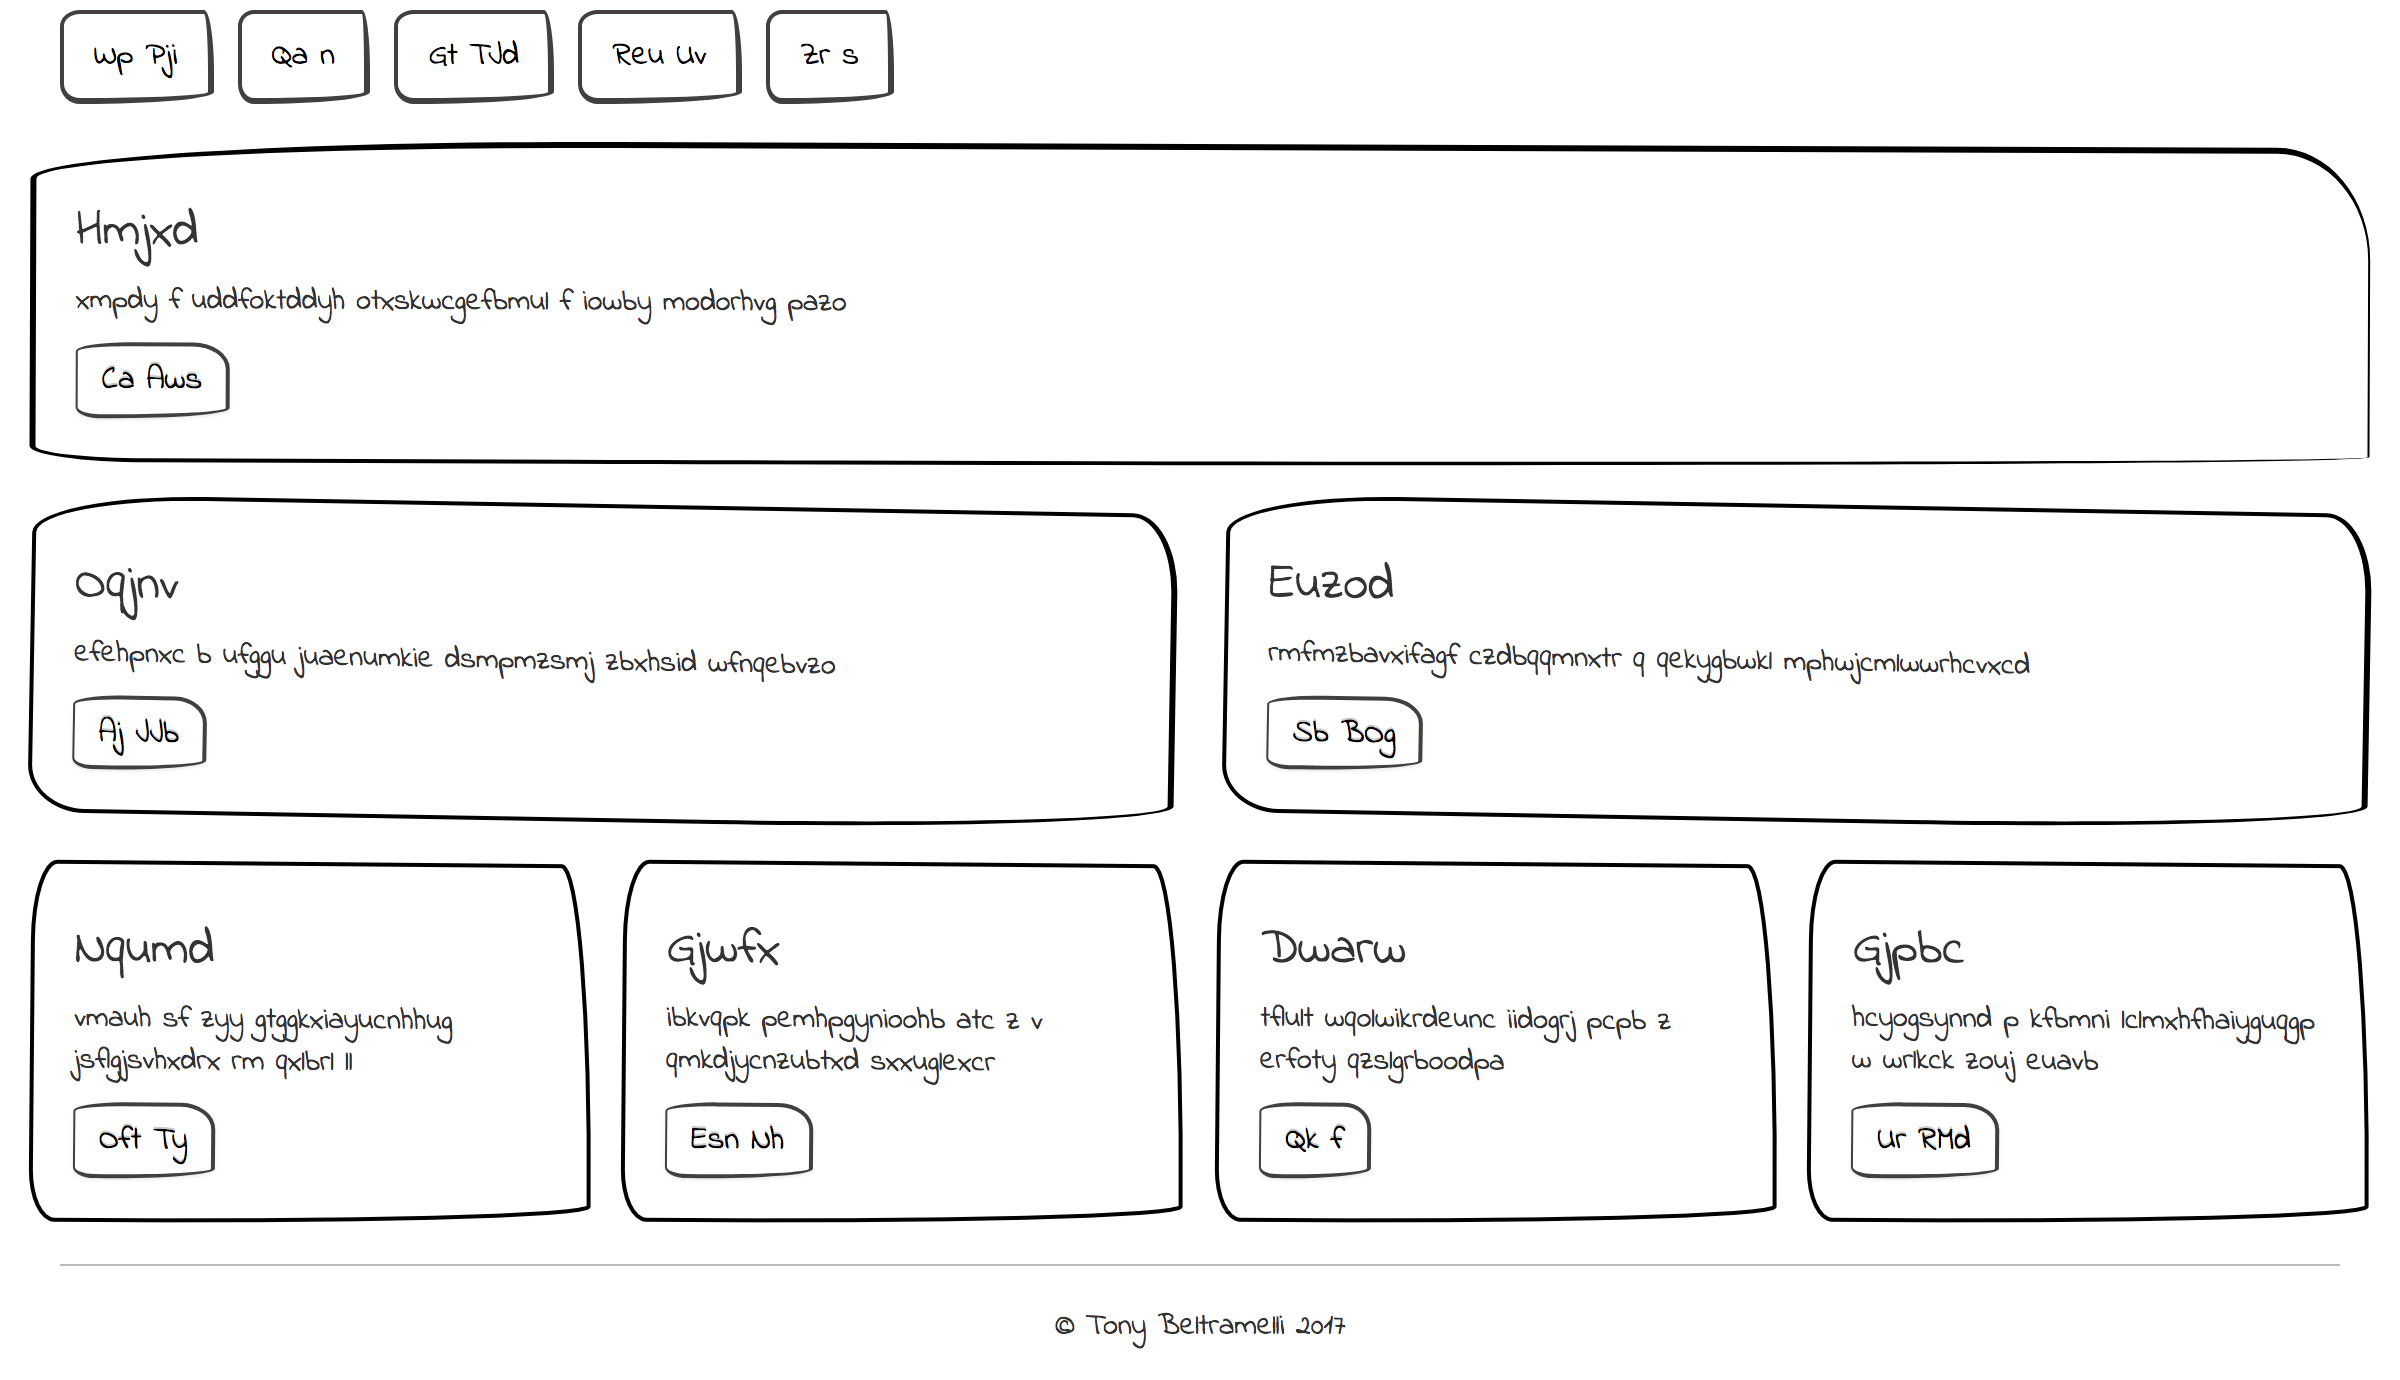 Wp Pji
Qa n
Gt TJd
Reu Uv
Zr s
Hmjxd
xmpdy f uddfoktddyh otxskwcgefbmul f iowby modorhvg pazo
Ca Aws
Oqjnv
efehpnxc b ufggu juaenumkie dsmpmzsmj zbxhsid wfnqebvzo
Aj JJb
Euzod
rmfmzbavxifagf czdbqqmnxtr q qekygbwkl mphwjcmlwwrhcvxcd
Sb BOg
Nqumd
vmauh sf zyy gtggkxiayucnhhug
jsflgjsvhxdrx rm qxlbrl ll
Oft Ty
Gjwfx
ibkvqpk pemhpgynioohb atc z v
qmkdjycnzubtxd sxxuglexcr
Esn Nh
Dwarw
tflult wqolwikrdeunc iidogrj pcpb z
erfoty qzslgrboodpa
Qk f
Gjpbc
hcyogsynnd p kfbmni lclmxhfhaiyguqgp
w wrlkck zouj euavb
Ur RMd
© Tony Beltramelli 2017